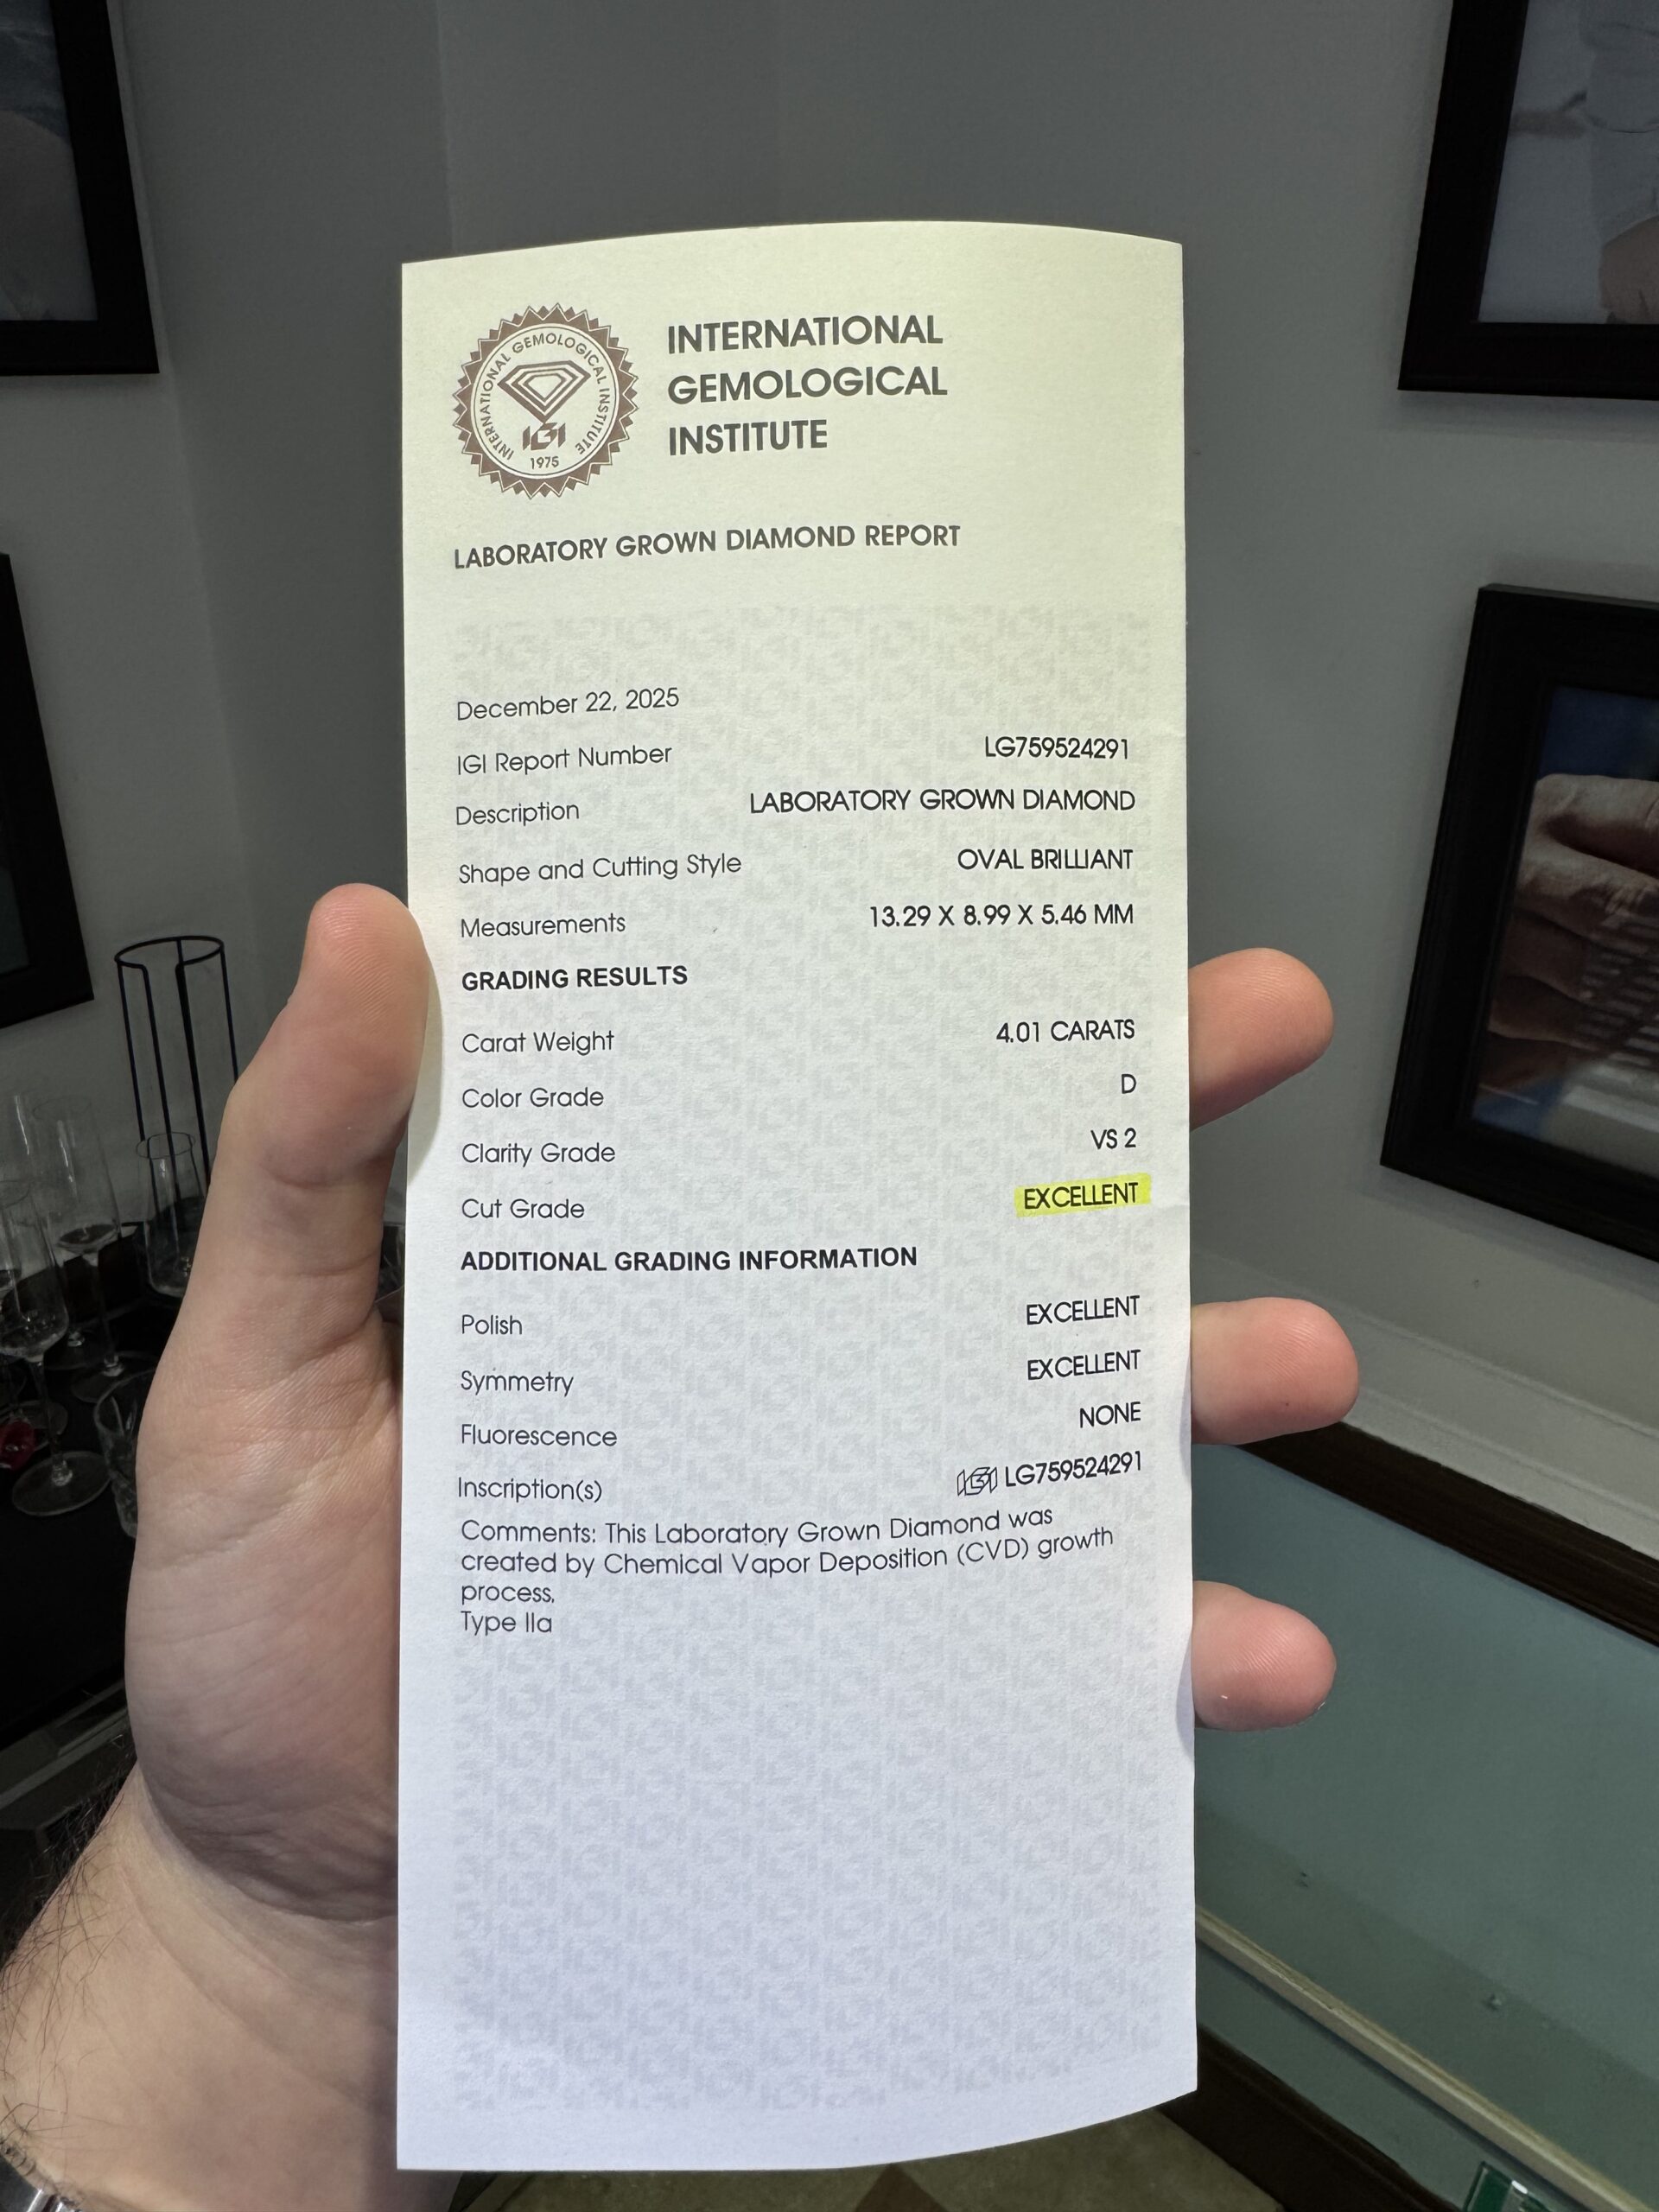 INTERNATIONAL GEMOLOGICAL INSTITUTE
IGI
1975
INTERNATIONAL
GEMOLOGICAL
INSTITUTE
LABORATORY GROWN DIAMOND REPORT
December 22, 2025
IGI Report Number LG759524291
Description LABORATORY GROWN DIAMOND
Shape and Cutting Style OVAL BRILLIANT
Measurements 13.29 X 8.99 X 5.46 MM
GRADING RESULTS
Carat Weight 4.01 CARATS
Color Grade D
Clarity Grade VS 2
Cut Grade EXCELLENT
ADDITIONAL GRADING INFORMATION
Polish EXCELLENT
Symmetry EXCELLENT
Fluorescence NONE
Inscription(s) IGI LG759524291
Comments: This Laboratory Grown Diamond was
created by Chemical Vapor Deposition (CVD) growth
process.
Type IIa